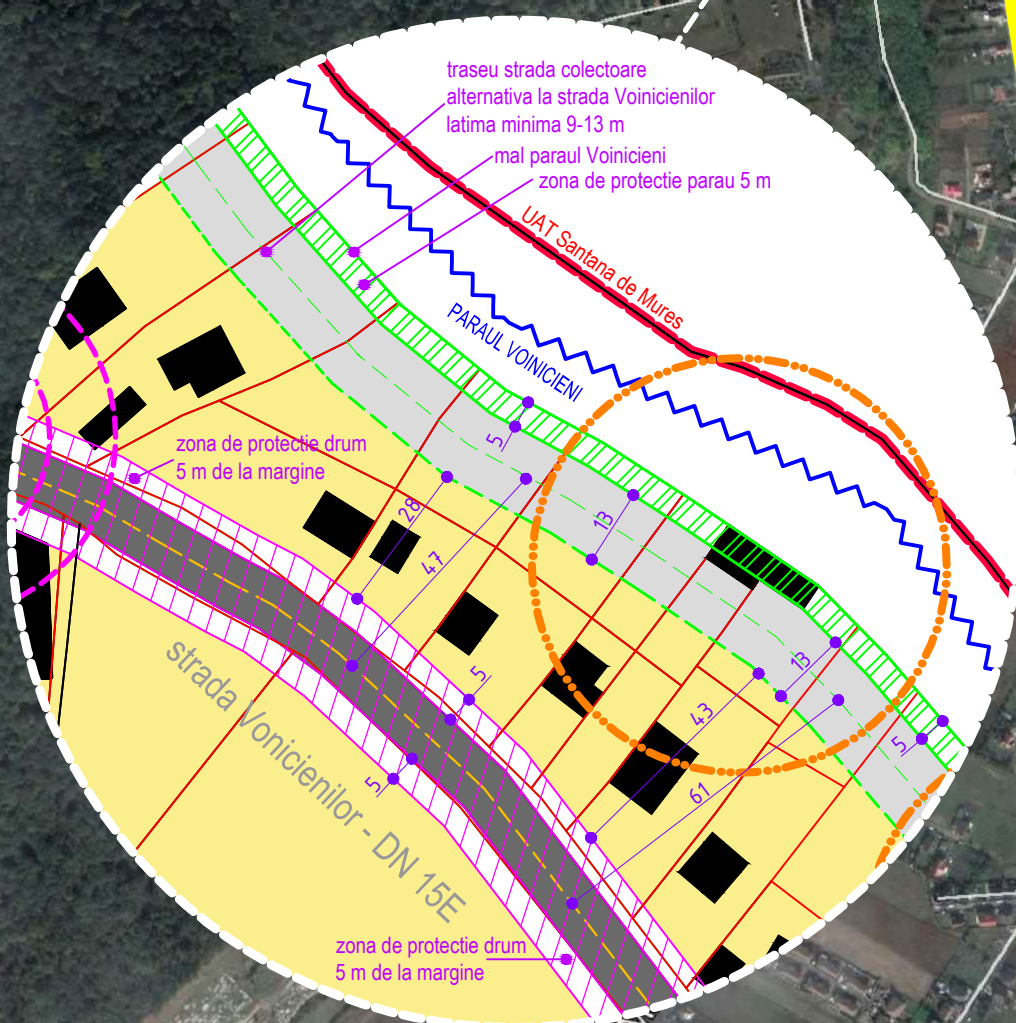 traseu strada colectoare
alternativa la strada Voinicienilor
latima minima 9-13 m
mal paraul Voinicieni
zona de protectie parau 5 m
UAT Santana de Mures
PARAUL VOINICIENI
zona de protectie drum
5 m de la margine
5
28
47
13
5
13
43
61
5
5
strada Vonicienilor - DN 15E
zona de protectie drum
5 m de la margine